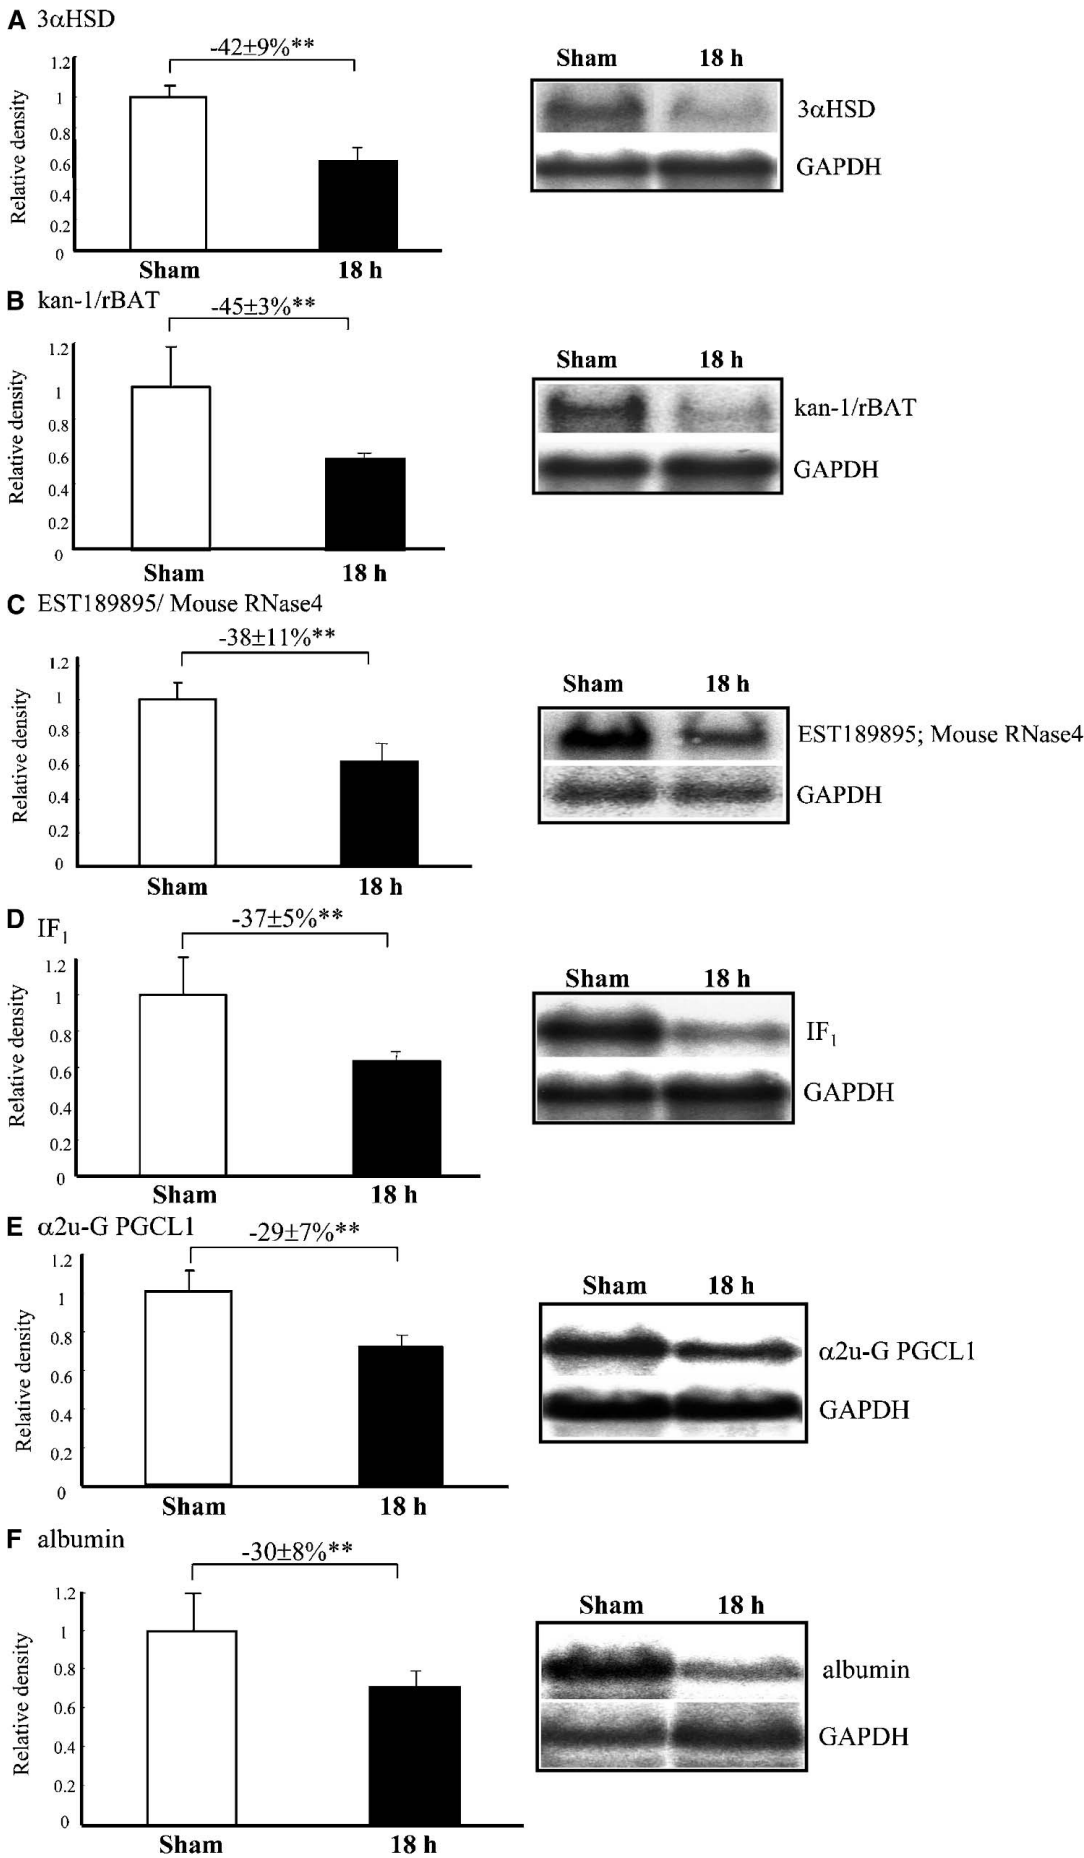 A 3αHSD
-42±9%**
Relative density
1.2
1
0.8
0.6
0.4
0.2
0
Sham 18 h
Sham 18 h
3αHSD
GAPDH
B kan-1/rBAT
-45±3%**
Relative density
1.2
1
0.8
0.6
0.4
0.2
0
Sham 18 h
Sham 18 h
kan-1/rBAT
GAPDH
C EST189895/ Mouse RNase4
-38±11%**
Relative density
1.2
1
0.8
0.6
0.4
0.2
0
Sham 18 h
Sham 18 h
EST189895; Mouse RNase4
GAPDH
D IF₁
-37±5%**
Relative density
1.2
1
0.8
0.6
0.4
0.2
0
Sham 18 h
Sham 18 h
IF₁
GAPDH
E α2u-G PGCL1
-29±7%**
Relative density
1.2
1
0.8
0.6
0.4
0.2
0
Sham 18 h
Sham 18 h
α2u-G PGCL1
GAPDH
F albumin
-30±8%**
Relative density
1.2
1
0.8
0.6
0.4
0.2
0
Sham 18 h
Sham 18 h
albumin
GAPDH